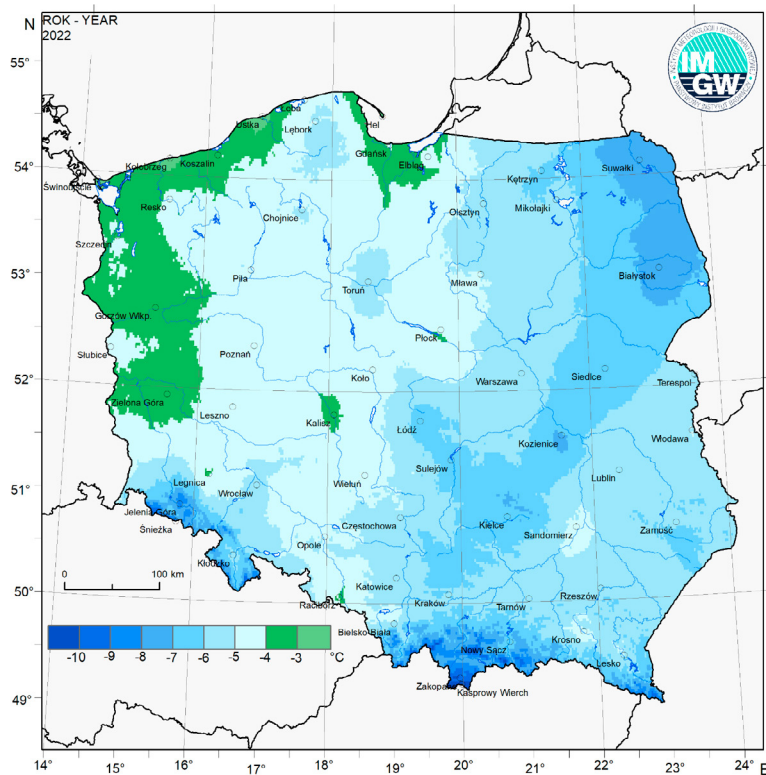 ROK - YEAR
2022
N
IM
GW
55°
Łeba
Ustka
Hel
Lębork
Gdańsk
Elbląg
Kołobrzeg
Koszalin
54°
Suwałki
Kętrzyn
Świnoujście
Resko
Chojnice
Olsztyn
Mikołajki
Szczecin
53°
Piła
Toruń
Mława
Białystok
Gorzów Wlkp.
Płock
Słubice
Poznań
52°
Koło
Warszawa
Siedlce
Terespol
Zielona Góra
Leszno
Kalisz
Łódź
Kozienice
Włodawa
Sulejów
51°
Legnica
Wrocław
Wieluń
Lublin
Jelenia Góra
Śnieżka
Częstochowa
Kielce
Sandomierz
Zamość
Opole
Kłodzko
0
100 km
50°
Katowice
Raciborz
Kraków
Tarnów
Rzeszów
Bielsko-Biała
Nowy Sącz
Krosno
Lesko
-10 -9 -8 -7 -6 -5 -4 -3 °C
Zakopane
Kasprowy Wierch
49°
14 15 16 17 18 19 20 21 22 23 24 E